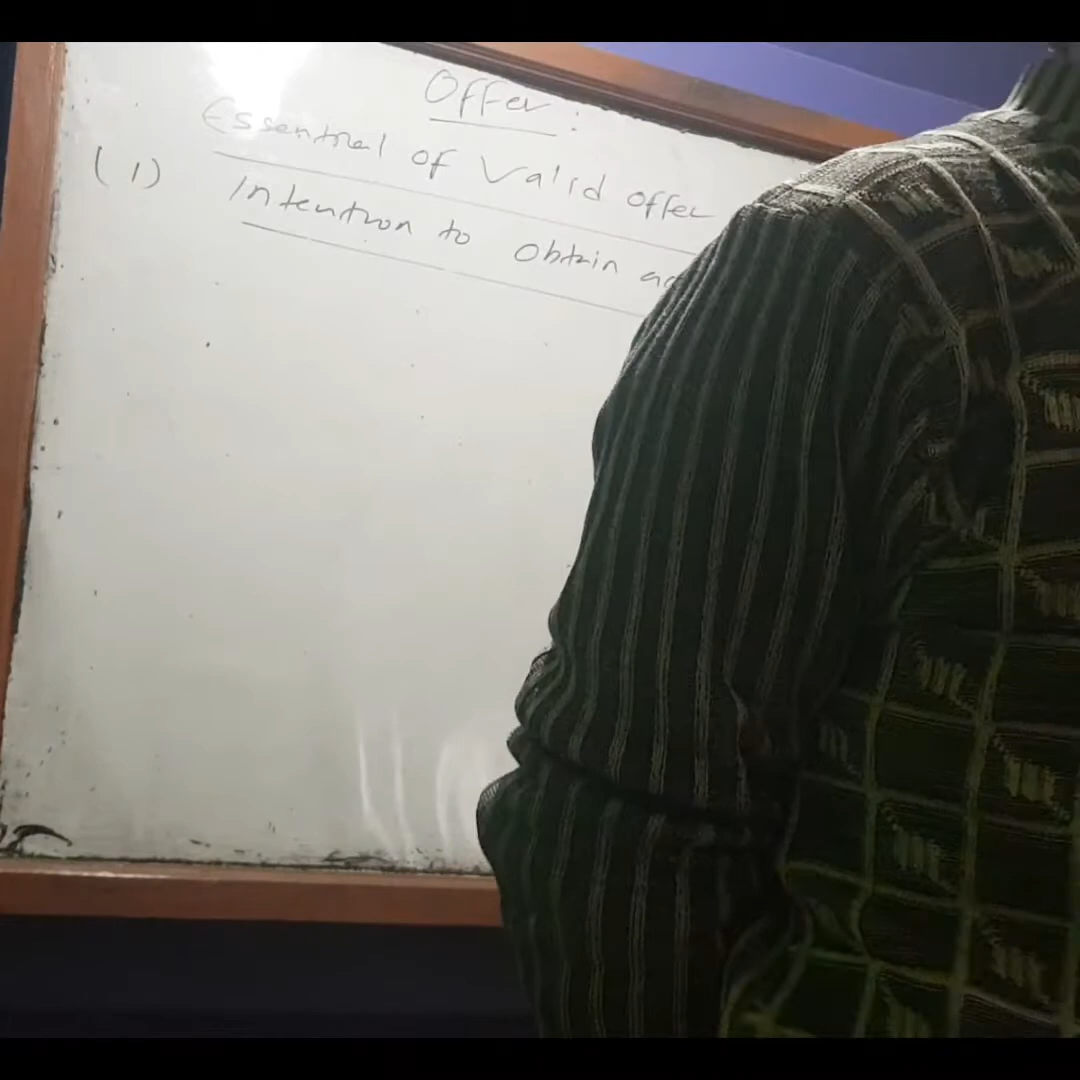 Offer :
Essential of Valid offer
(1) Intention to Obtain